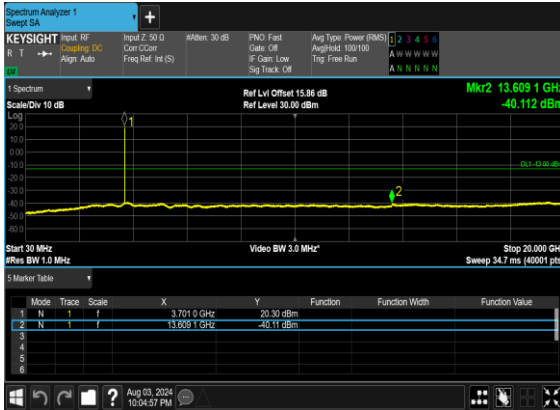 Spectrum Analyzer 1
Swept SA
+
KEYSIGHT Input: RF Input Z: 50 Ω #Atten: 30 dB PNO: Fast Avg Type: Power (RMS) 1 2 3 4 5 6
R T Coupling: DC Corr CCorr Gate: Off Avg|Hold: 100/100 A W W W W W
Align: Auto Freq Ref: Int (S) IF Gain: Low Trig: Free Run
Sig Track: Off A N N N N N
1 Spectrum Ref Lvl Offset 15.86 dB Mkr2 13.609 1 GHz
Scale/Div 10 dB Ref Level 30.00 dBm -40.112 dBm
Log
20.0
10.0
0.00
-10.0
DL1 -13.00 dBm
-20.0
-30.0
-40.0
-50.0
-60.0
1
2
Start 30 MHz Video BW 3.0 MHz* Stop 20.000 GH
#Res BW 1.0 MHz Sweep 34.7 ms (40001 pts
5 Marker Table
Mode Trace Scale X Y Function Function Width Function Value
1 N 1 f 3.701 0 GHz 20.30 dBm
2 N 1 f 13.609 1 GHz -40.11 dBm
3
4
5
6
? Aug 03, 2024
10:04:57 PM